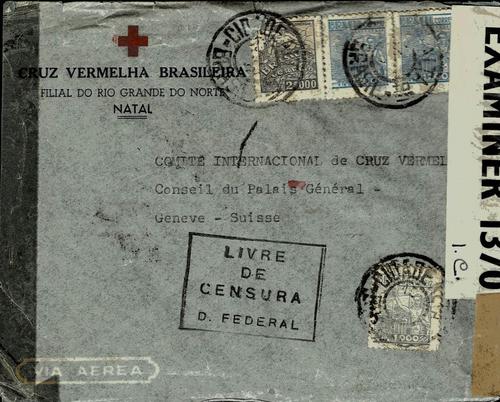 CRUZ VERMELHA BRASILEIRA
FILIAL DO RIO GRANDE DO NORTE
NATAL
COMITÉ INTERNACIONAL de CRUZ VERMEL
Conseil du Palais Général -
Geneve - Suisse
LIVRE
DE
CENSURA
D. FEDERAL
VIA AEREA
EXAMINER 1370
I.C.